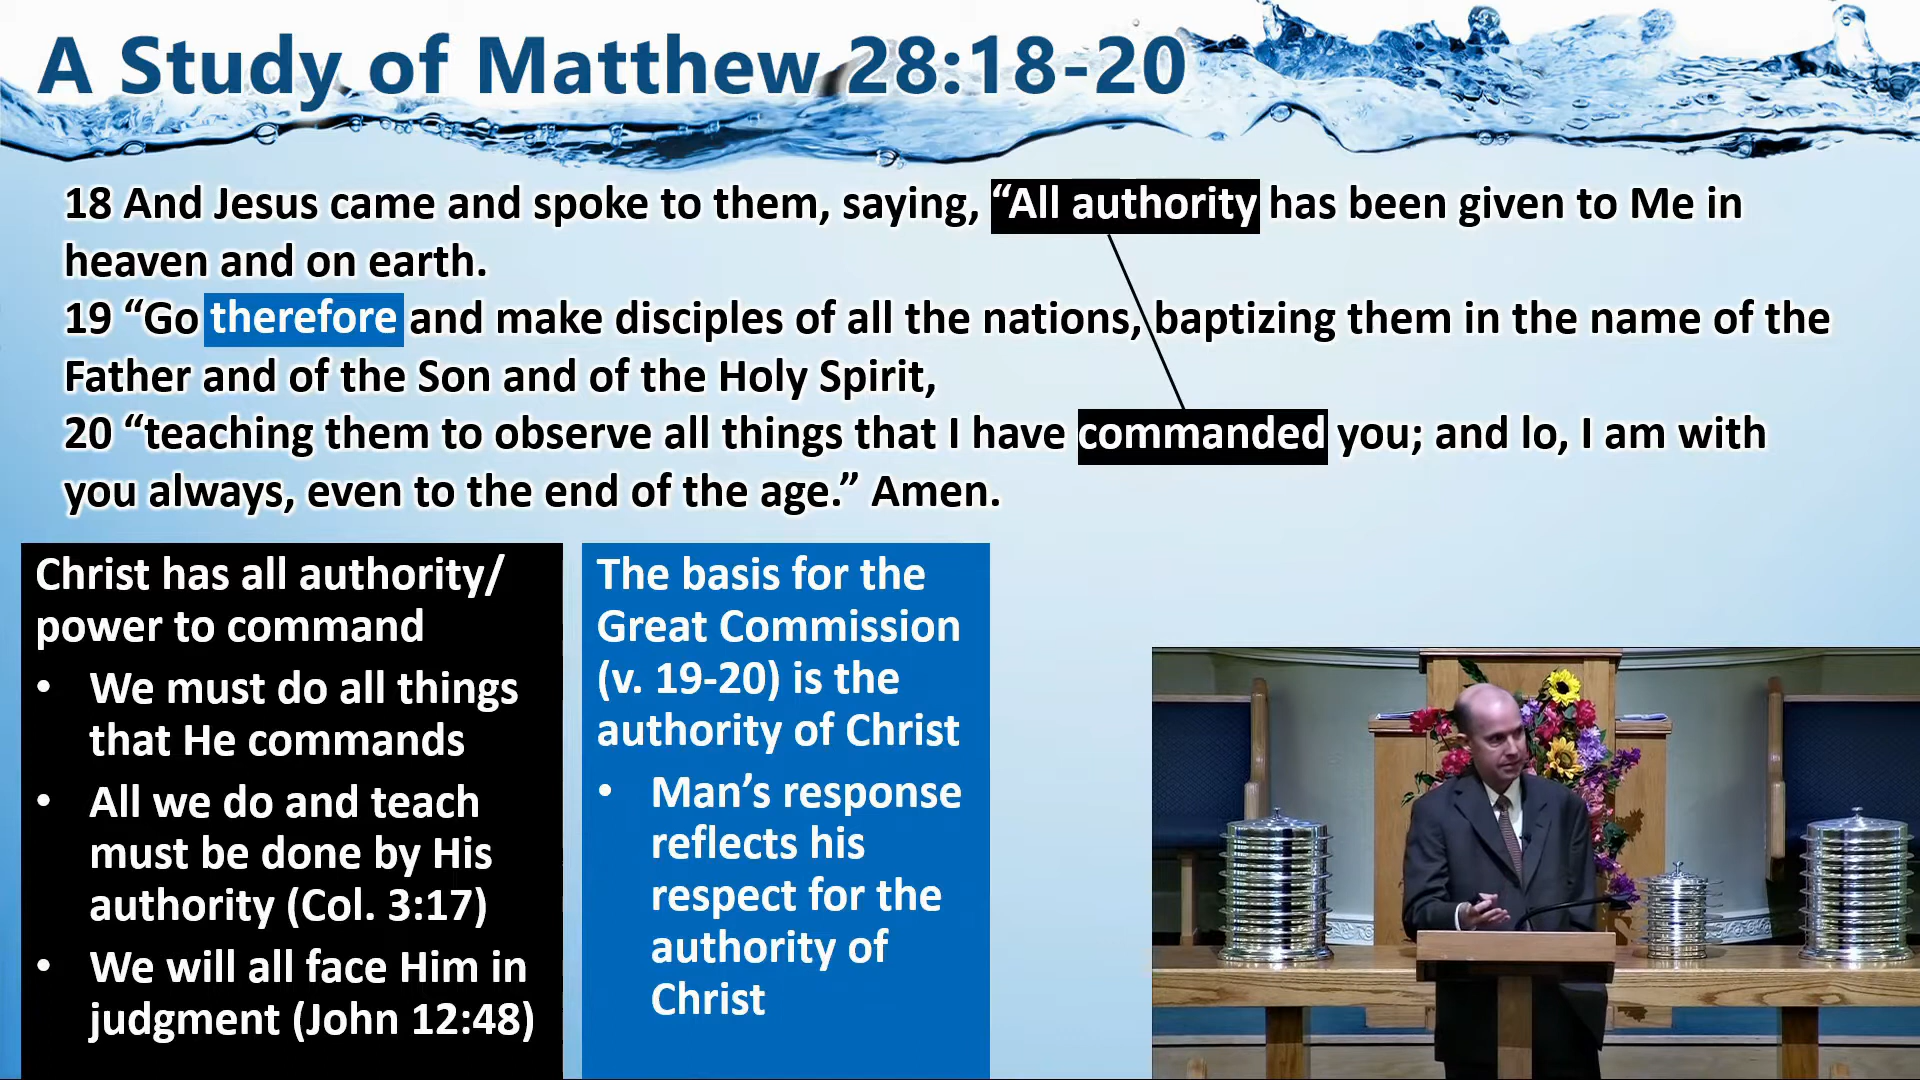 A Study of Matthew 28:18-20
18 And Jesus came and spoke to them, saying, “All authority has been given to Me in
heaven and on earth.
19 “Go therefore and make disciples of all the nations, baptizing them in the name of the
Father and of the Son and of the Holy Spirit,
20 “teaching them to observe all things that I have commanded you; and lo, I am with
you always, even to the end of the age.” Amen.
Christ has all authority/
power to command
• We must do all things
that He commands
• All we do and teach
must be done by His
authority (Col. 3:17)
• We will all face Him in
judgment (John 12:48)
The basis for the
Great Commission
(v. 19-20) is the
authority of Christ
• Man’s response
reflects his
respect for the
authority of
Christ